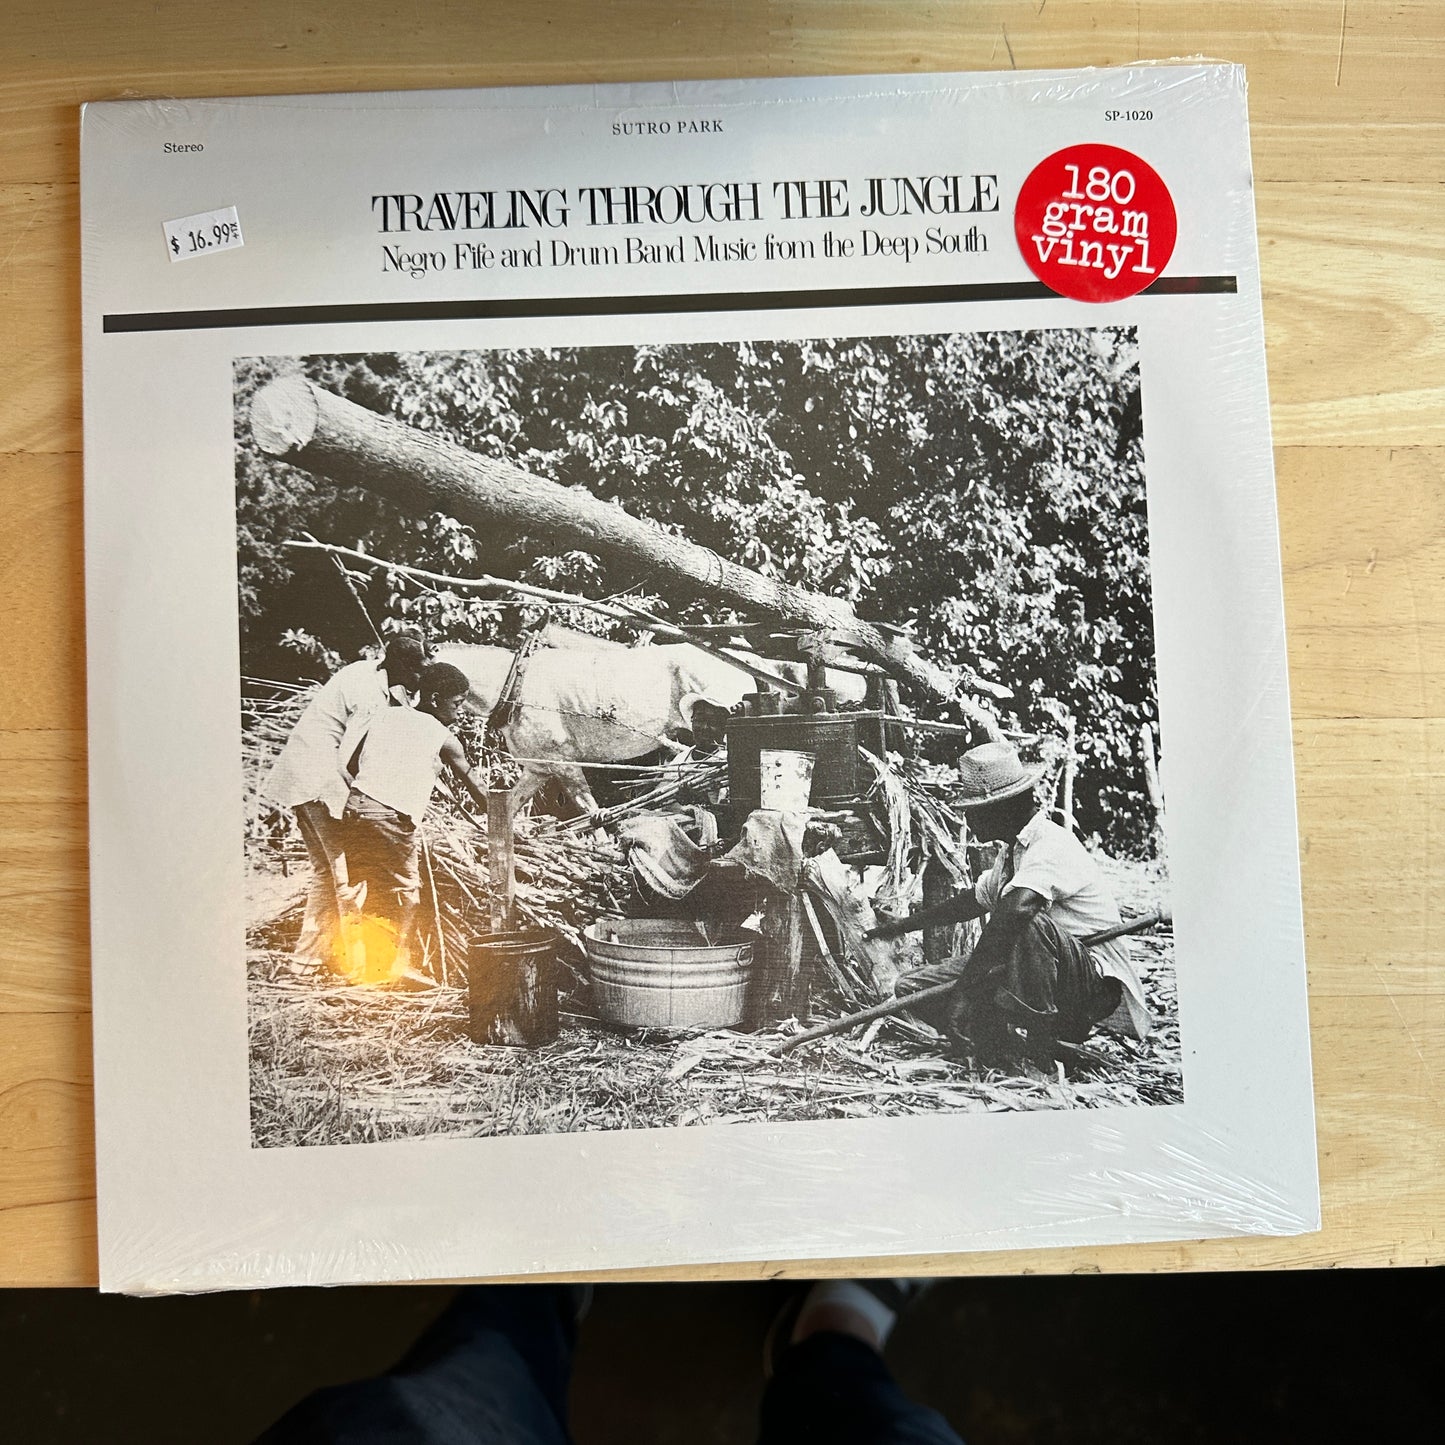 SUTRO PARK
SP-1020
Stereo
TRAVELING THROUGH THE JUNGLE
Negro Fife and Drum Band Music from the Deep South
180
gram
vinyl
$ 16.99